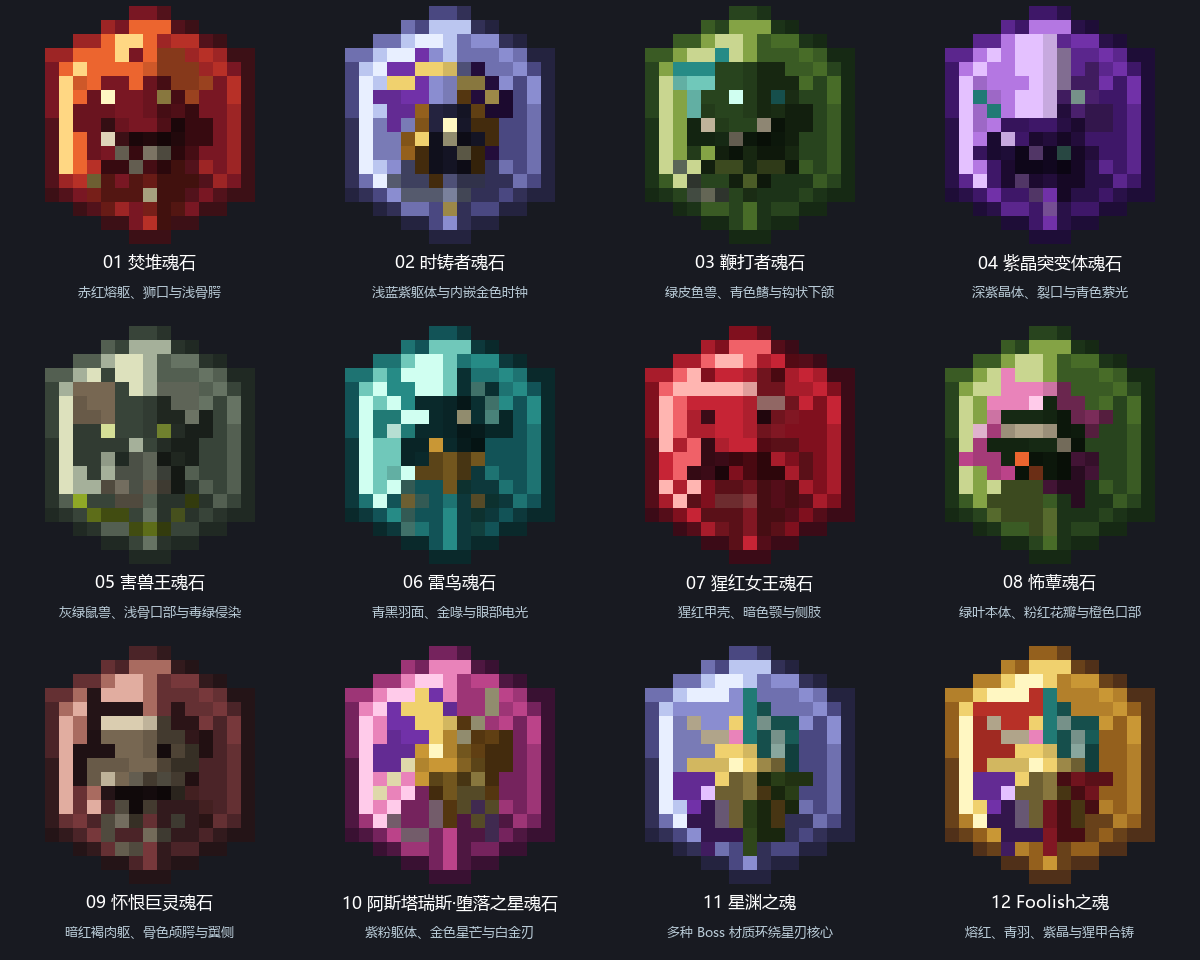 01 焚堆魂石
02 时铸者魂石
03 鞭打者魂石
04 紫晶突变体魂石
赤红熔躯、狮口与浅骨腭
浅蓝紫躯体与内嵌金色时钟
绿皮鱼兽、青色鳍与钩状下颌
深紫晶体、裂口与青色萤光
05 害兽王魂石
06 雷鸟魂石
07 猩红女王魂石
08 怖蕈魂石
灰绿鼠兽、浅骨口部与毒绿侵染
青黑羽面、金喙与眼部电光
猩红甲壳、暗色颚与侧肢
绿叶本体、粉红花瓣与橙色口部
09 怀恨巨灵魂石
10 阿斯塔瑞斯·堕落之星魂石
11 星渊之魂
12 Foolish之魂
暗红褐肉躯、骨色颅腭与翼侧
紫粉躯体、金色星芒与白金刃
多种 Boss 材质环绕星刃核心
熔红、青羽、紫晶与猩甲合铸